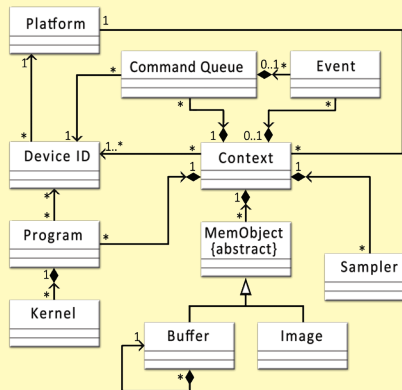 Platform
1
1
Command Queue
0..1
*
Event
*
*
*
*
1
1..*
*
1
0..1
*
Device ID
Context
*
1
1
1
*
*
*
Program
MemObject
{abstract}
*
Sampler
1
*
Kernel
1
Buffer
Image
*